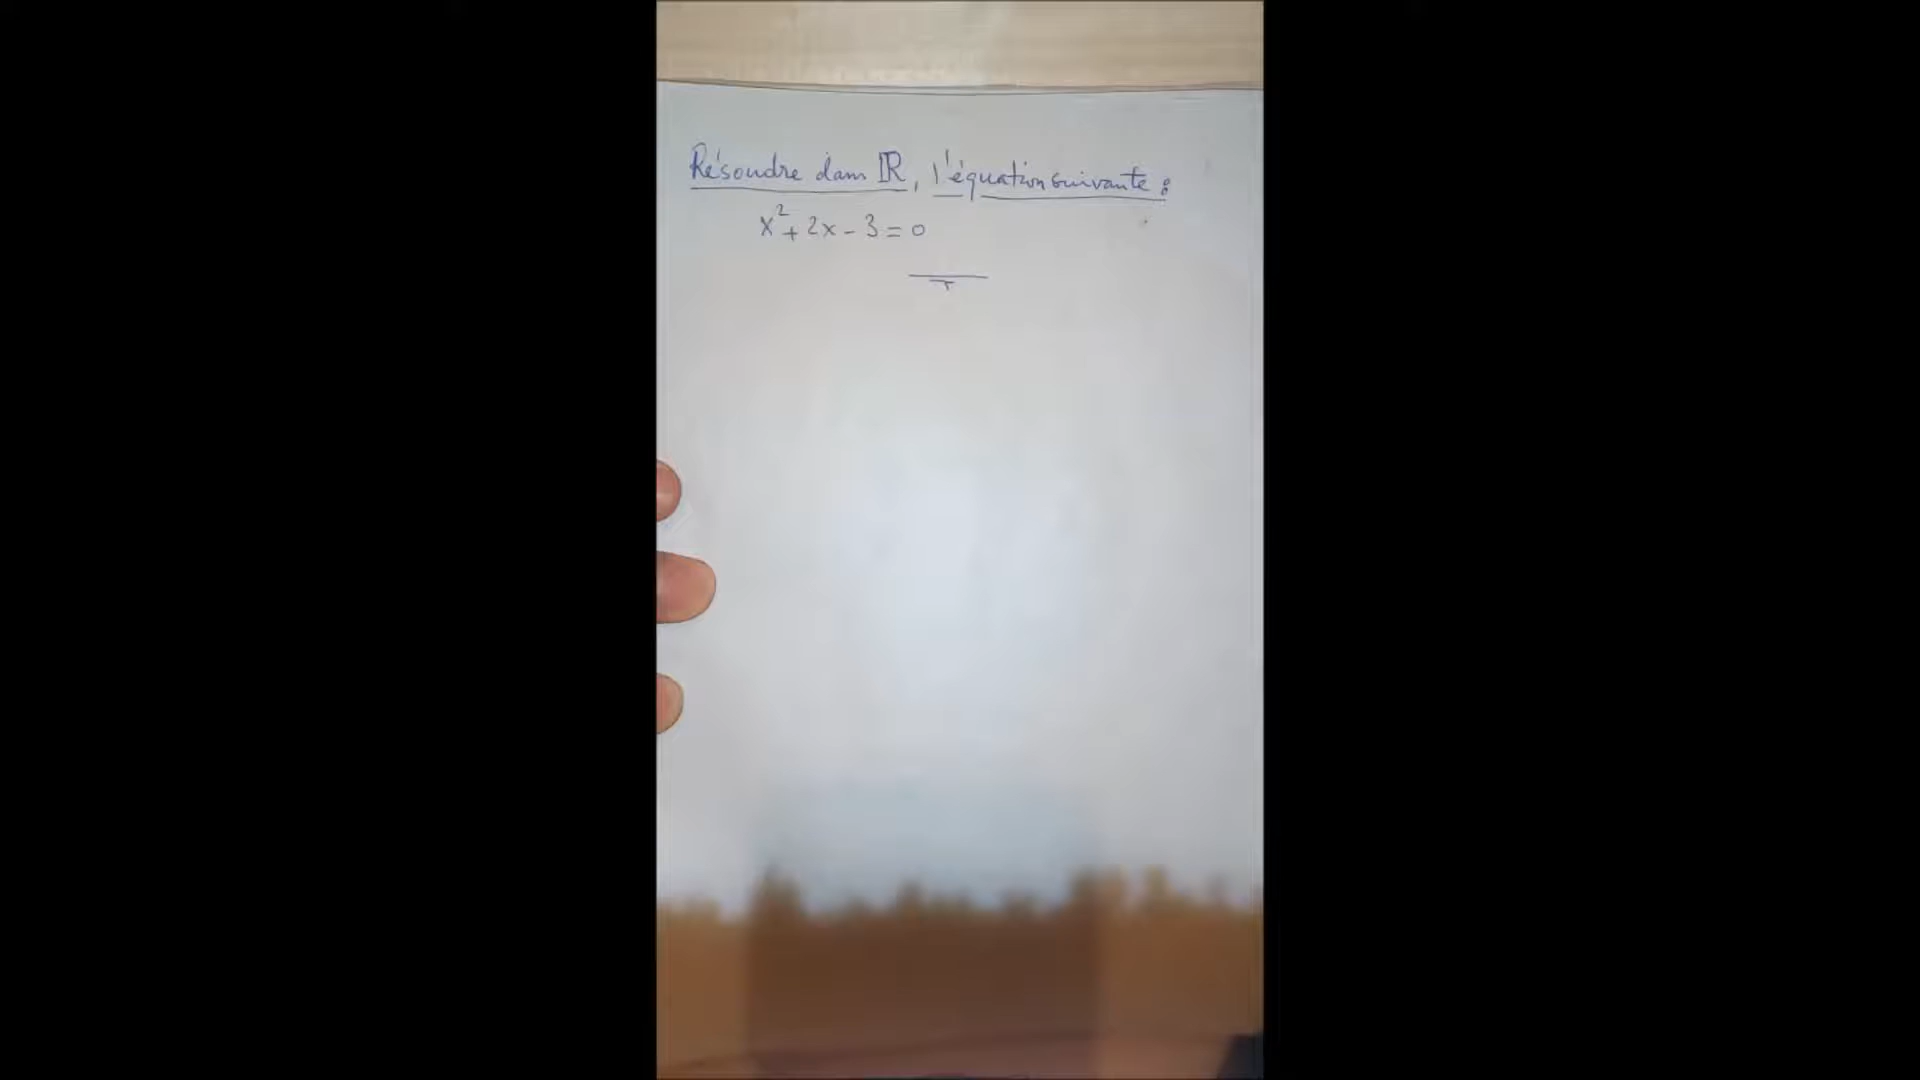 Résoudre dans ℝ, l'équation suivante :
x² + 2x - 3 = 0